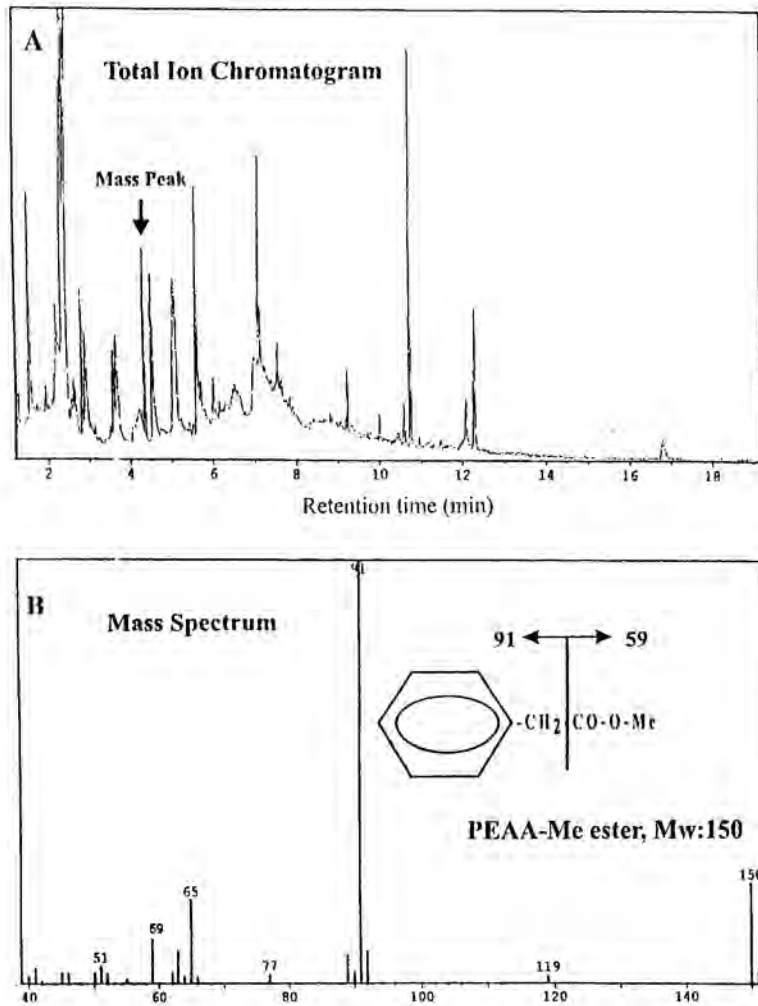 A
Total Ion Chromatogram
Mass Peak
2 4 6 8 10 12 14 16 18
Retention time (min)
B
Mass Spectrum
91
91 59
-CH2 CO-O-Me
PEAA-Me ester, Mw:150
150
65
59
51
77
119
40 60 80 100 120 140